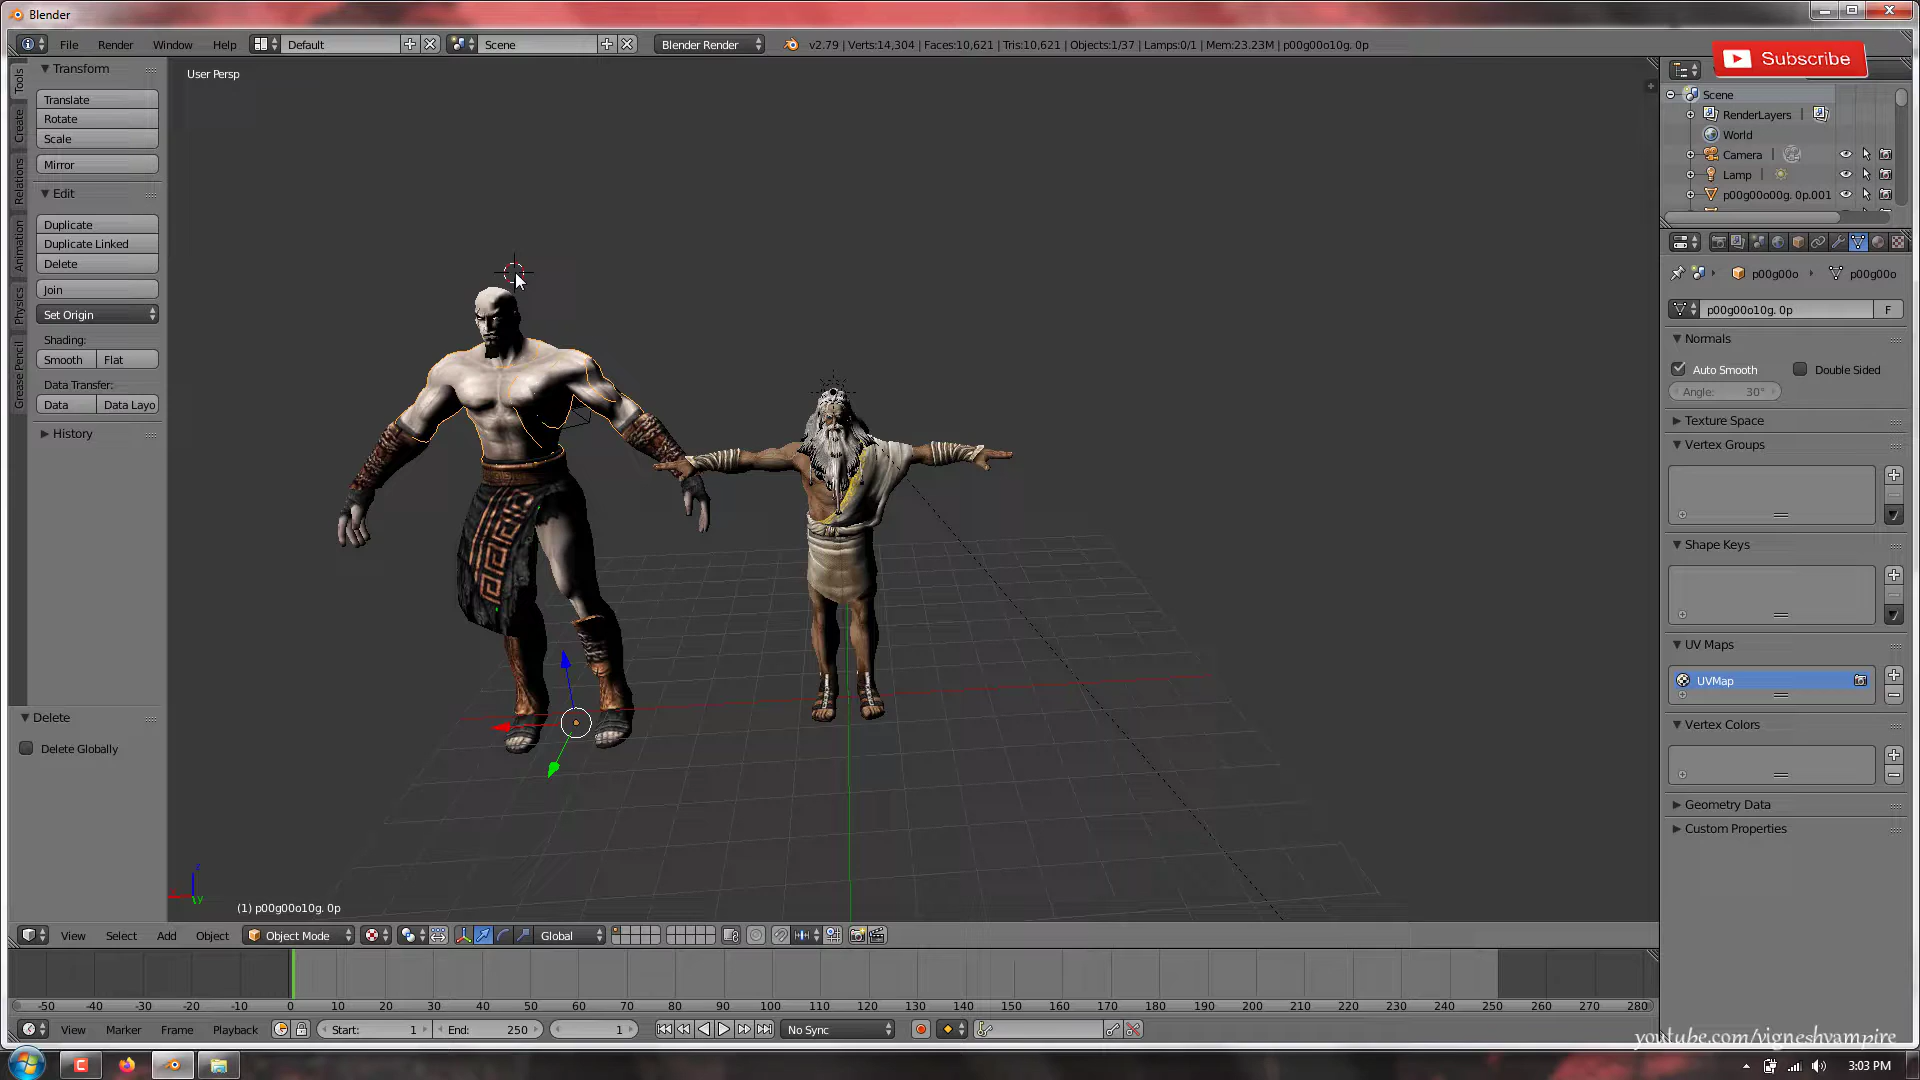 Blender
File Render Window Help Default Scene Blender Render v2.79 | Verts:14,304 | Faces:10,621 | Tris:10,621 | Objects:1/37 | Lamps:0/1 | Mem:23.23M | p00g00o10g. 0p
Subscribe
Tools
Create
Relations
Animation
Physics
Grease Pencil
Transform
Translate
Rotate
Scale
Mirror
Edit
Duplicate
Duplicate Linked
Delete
Join
Set Origin
Shading:
Smooth Flat
Data Transfer:
Data Data Layo
History
Delete
Delete Globally
User Persp
(1) p00g00o10g. 0p
z
y
Scene
RenderLayers |
World
Camera |
Lamp |
p00g00o00g. 0p.001
p00g00o p00g00o
p00g00o10g. 0p F
Normals
Auto Smooth Double Sided
Angle: 30°
Texture Space
Vertex Groups
Shape Keys
UV Maps
UVMap
Vertex Colors
Geometry Data
Custom Properties
View Select Add Object Object Mode Global
-50 -40 -30 -20 -10 0 10 20 30 40 50 60 70 80 90 100 110 120 130 140 150 160 170 180 190 200 210 220 230 240 250 260 270 280
View Marker Frame Playback Start: 1 End: 250 1 No Sync
youtube.com/vigneshvampire
3:03 PM